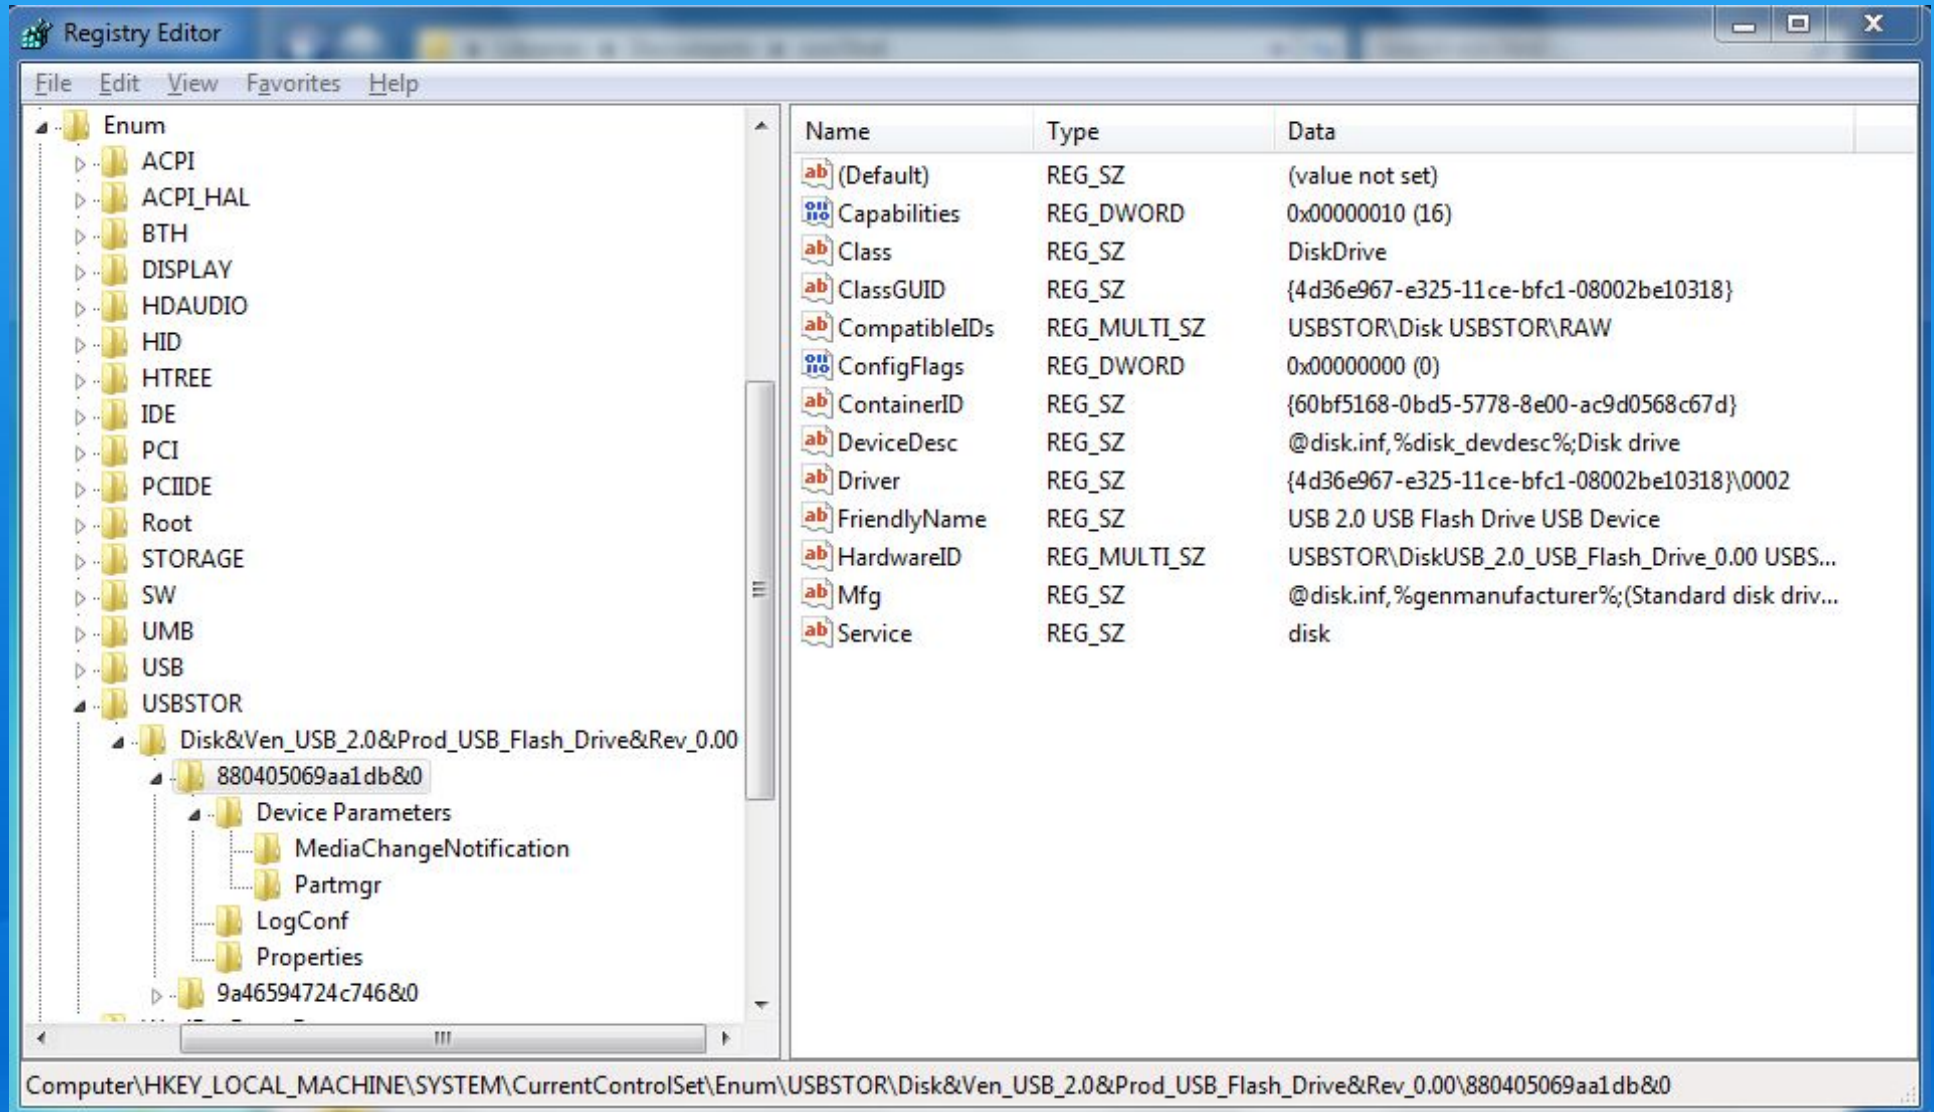 Registry Editor
File Edit View Favorites Help
Enum
ACPI
ACPI_HAL
BTH
DISPLAY
HDAUDIO
HID
HTREE
IDE
PCI
PCIIDE
Root
STORAGE
SW
UMB
USB
USBSTOR
Disk&Ven_USB_2.0&Prod_USB_Flash_Drive&Rev_0.00
880405069aa1db&0
Device Parameters
MediaChangeNotification
Partmgr
LogConf
Properties
9a46594724c746&0
Name Type Data
(Default) REG_SZ (value not set)
Capabilities REG_DWORD 0x00000010 (16)
Class REG_SZ DiskDrive
ClassGUID REG_SZ {4d36e967-e325-11ce-bfc1-08002be10318}
CompatibleIDs REG_MULTI_SZ USBSTOR\Disk USBSTOR\RAW
ConfigFlags REG_DWORD 0x00000000 (0)
ContainerID REG_SZ {60bf5168-0bd5-5778-8e00-ac9d0568c67d}
DeviceDesc REG_SZ @disk.inf,%disk_devdesc%;Disk drive
Driver REG_SZ {4d36e967-e325-11ce-bfc1-08002be10318}\0002
FriendlyName REG_SZ USB 2.0 USB Flash Drive USB Device
HardwareID REG_MULTI_SZ USBSTOR\DiskUSB_2.0_USB_Flash_Drive_0.00 USBS...
Mfg REG_SZ @disk.inf,%genmanufacturer%;(Standard disk driv...
Service REG_SZ disk
Computer\HKEY_LOCAL_MACHINE\SYSTEM\CurrentControlSet\Enum\USBSTOR\Disk&Ven_USB_2.0&Prod_USB_Flash_Drive&Rev_0.00\880405069aa1db&0